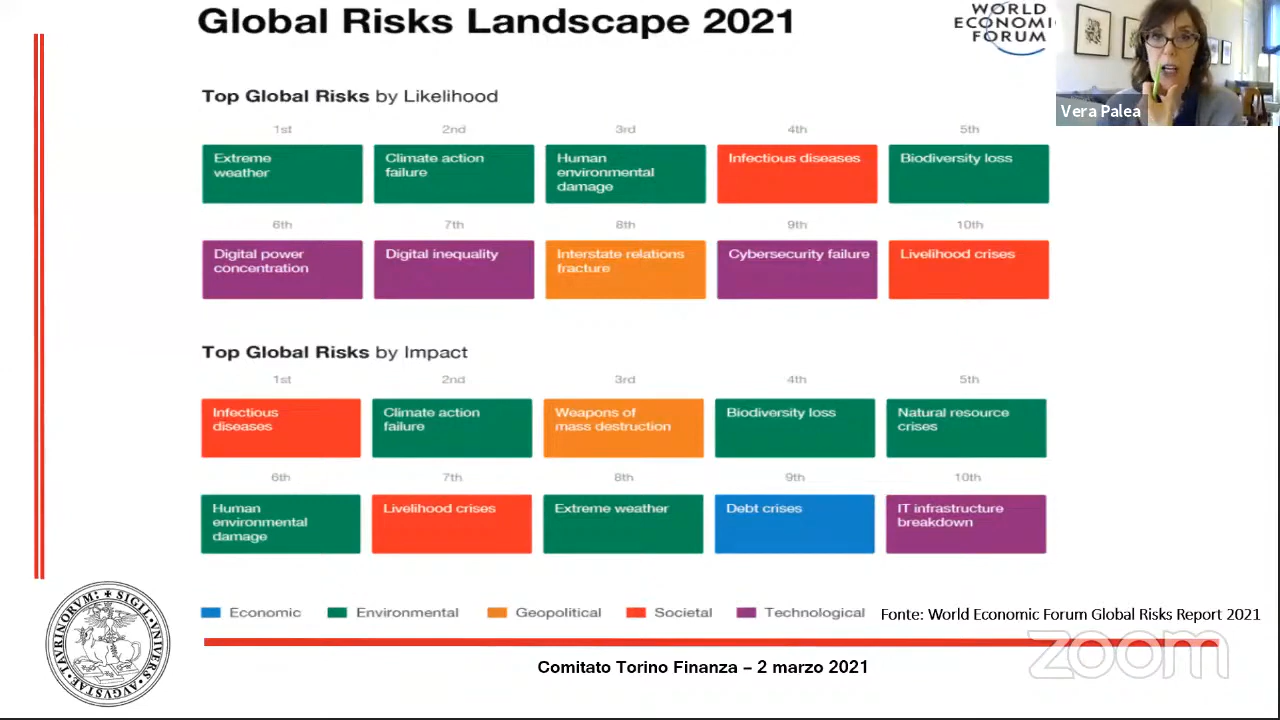 Global Risks Landscape 2021
WORLD
ECONOMI
FORUM
Vera Palea
Top Global Risks by Likelihood
1st
2nd
3rd
4th
5th
Extreme
weather
Climate action
failure
Human
environmental
damage
Infectious diseases
Biodiversity loss
6th
7th
8th
9th
10th
Digital power
concentration
Digital inequality
Interstate relations
fracture
Cybersecurity failure
Livelihood crises
Top Global Risks by Impact
1st
2nd
3rd
4th
5th
Infectious
diseases
Climate action
failure
Weapons of
mass destruction
Biodiversity loss
Natural resource
crises
6th
7th
8th
9th
10th
Human
environmental
damage
Livelihood crises
Extreme weather
Debt crises
IT infrastructure
breakdown
Economic
Environmental
Geopolitical
Societal
Technological
Fonte: World Economic Forum Global Risks Report 2021
SIGILL VNIVERS AVGVSTAE TAVRINORVM
zoom
Comitato Torino Finanza – 2 marzo 2021